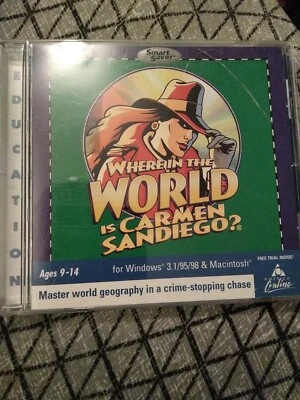 Smart
Saver
EDUCATION
WHERE IN THE
WORLD
IS CARMEN
SANDIEGO?®
FREE TRIAL INSIDE!
Ages 9-14
for Windows® 3.1/95/98 & Macintosh®
AMERICA
Online
Master world geography in a crime-stopping chase